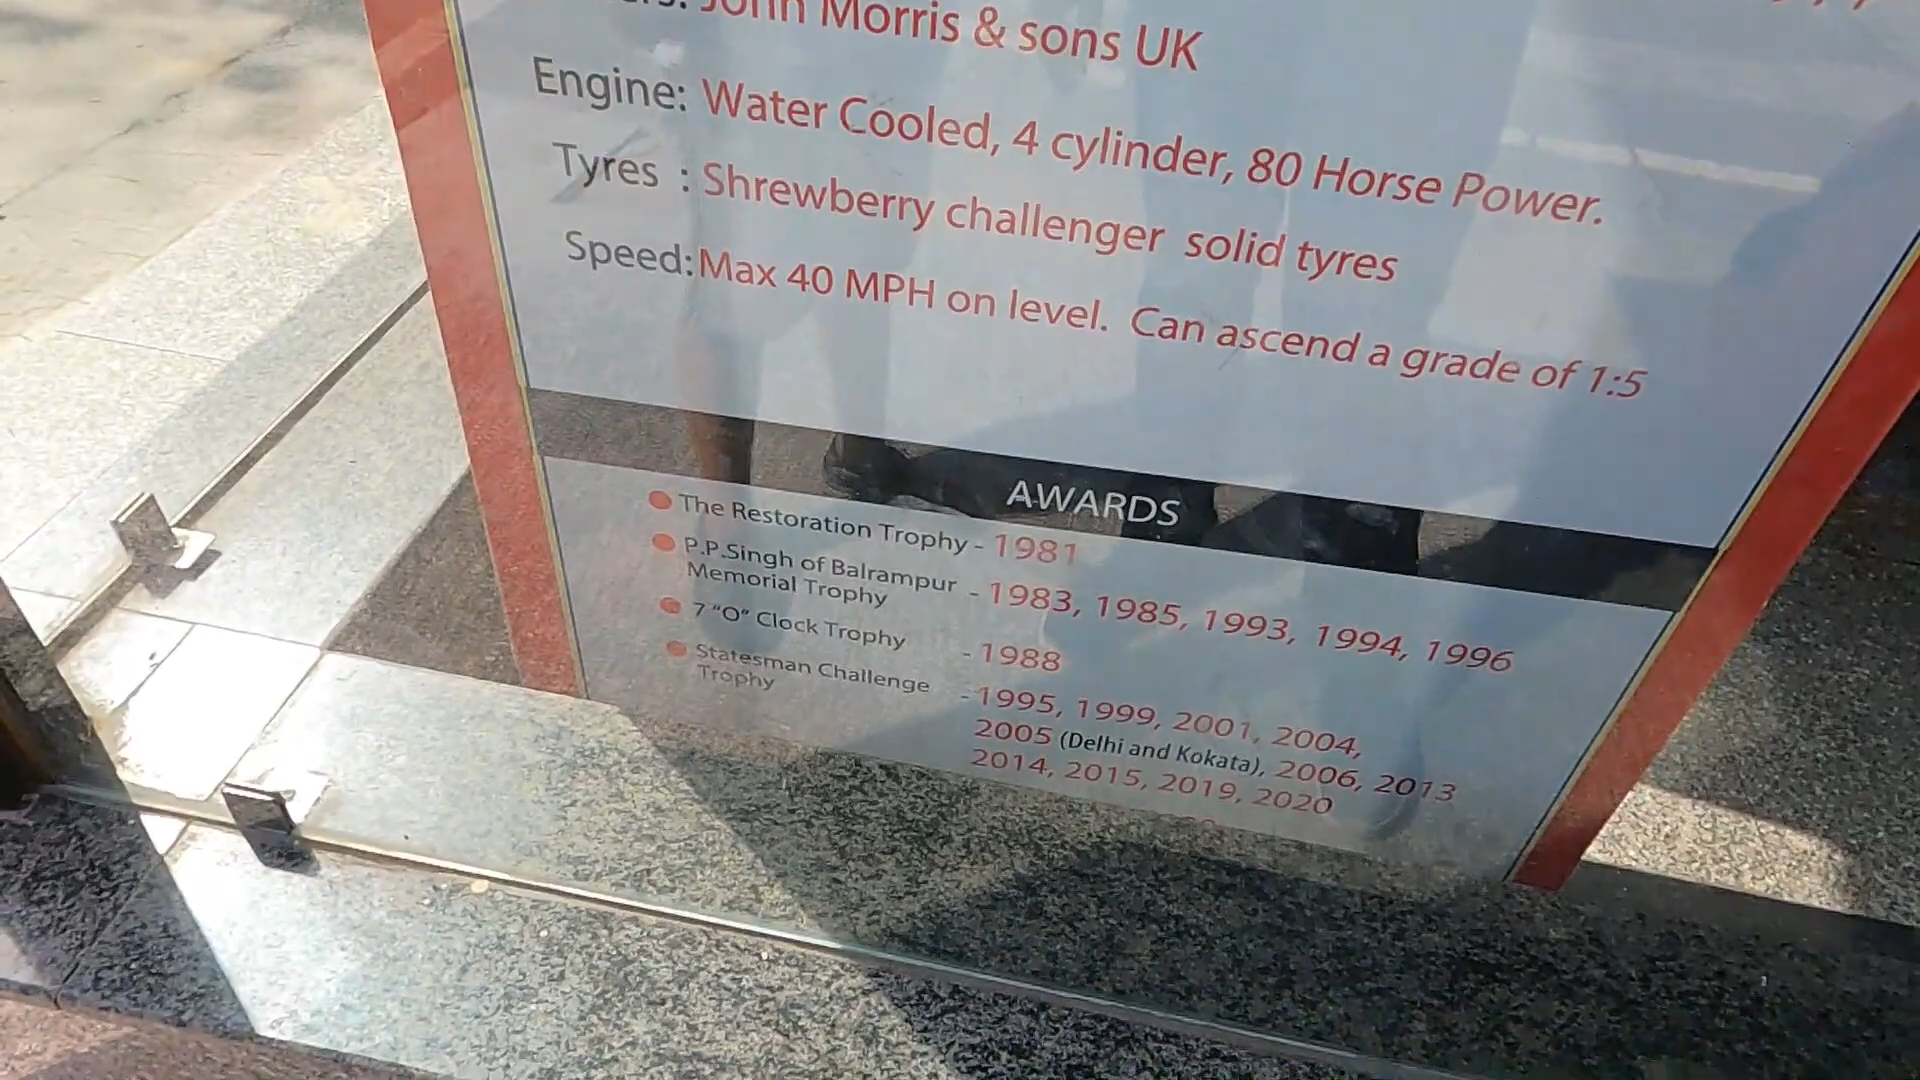 John Morris & sons UK
Engine: Water Cooled, 4 cylinder, 80 Horse Power.
Tyres : Shrewberry challenger solid tyres
Speed: Max 40 MPH on level. Can ascend a grade of 1:5
AWARDS
The Restoration Trophy - 1981
P.P.Singh of Balrampur
Memorial Trophy - 1983, 1985, 1993, 1994, 1996
7 "O" Clock Trophy - 1988
Statesman Challenge
Trophy - 1995, 1999, 2001, 2004,
2005 (Delhi and Kokata), 2006, 2013
2014, 2015, 2019, 2020